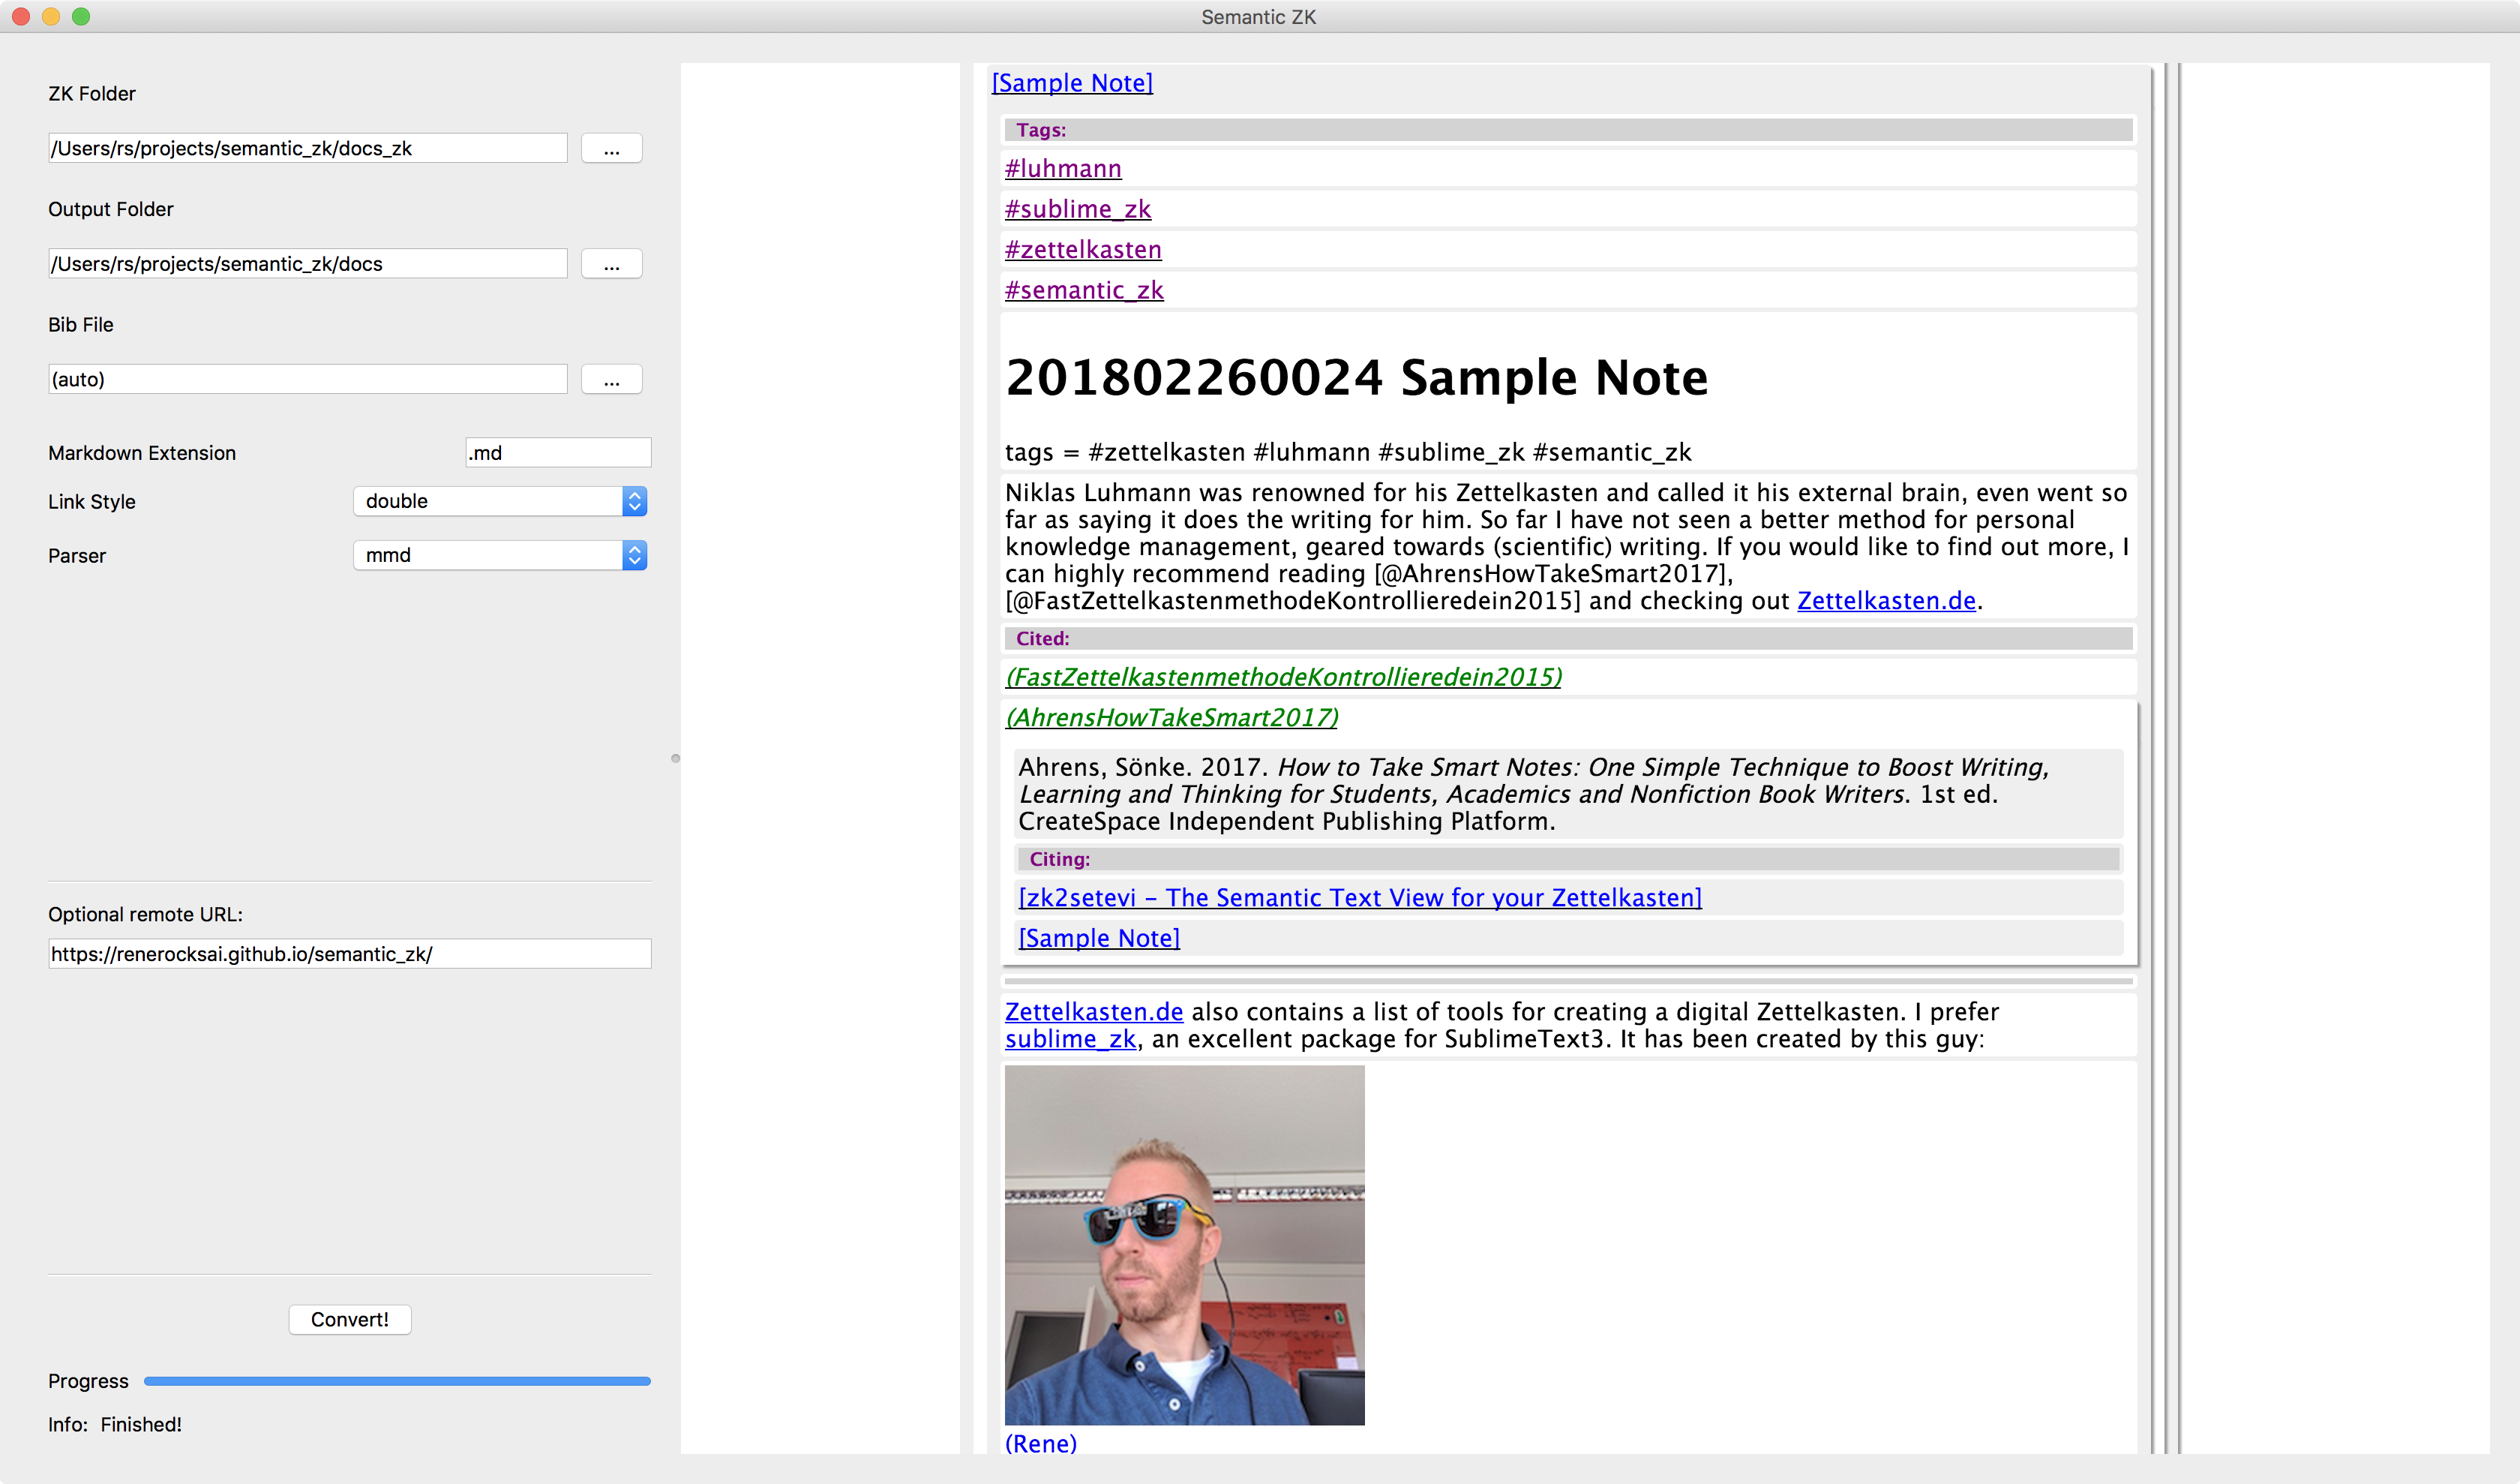 Semantic ZK
ZK Folder
/Users/rs/projects/semantic_zk/docs_zk
...
Output Folder
/Users/rs/projects/semantic_zk/docs
...
Bib File
(auto)
...
Markdown Extension
.md
Link Style
double
Parser
mmd
Optional remote URL:
https://renerocksai.github.io/semantic_zk/
Convert!
Progress
Info: Finished!
[Sample Note]
Tags:
#luhmann
#sublime_zk
#zettelkasten
#semantic_zk
201802260024 Sample Note
tags = #zettelkasten #luhmann #sublime_zk #semantic_zk
Niklas Luhmann was renowned for his Zettelkasten and called it his external brain, even went so
far as saying it does the writing for him. So far I have not seen a better method for personal
knowledge management, geared towards (scientific) writing. If you would like to find out more, I
can highly recommend reading [@AhrensHowTakeSmart2017],
[@FastZettelkastenmethodeKontrollieredein2015] and checking out Zettelkasten.de.
Cited:
(FastZettelkastenmethodeKontrollieredein2015)
(AhrensHowTakeSmart2017)
Ahrens, Sönke. 2017. How to Take Smart Notes: One Simple Technique to Boost Writing,
Learning and Thinking for Students, Academics and Nonfiction Book Writers. 1st ed.
CreateSpace Independent Publishing Platform.
Citing:
[zk2setevi – The Semantic Text View for your Zettelkasten]
[Sample Note]
Zettelkasten.de also contains a list of tools for creating a digital Zettelkasten. I prefer
sublime_zk, an excellent package for SublimeText3. It has been created by this guy:
(Rene)